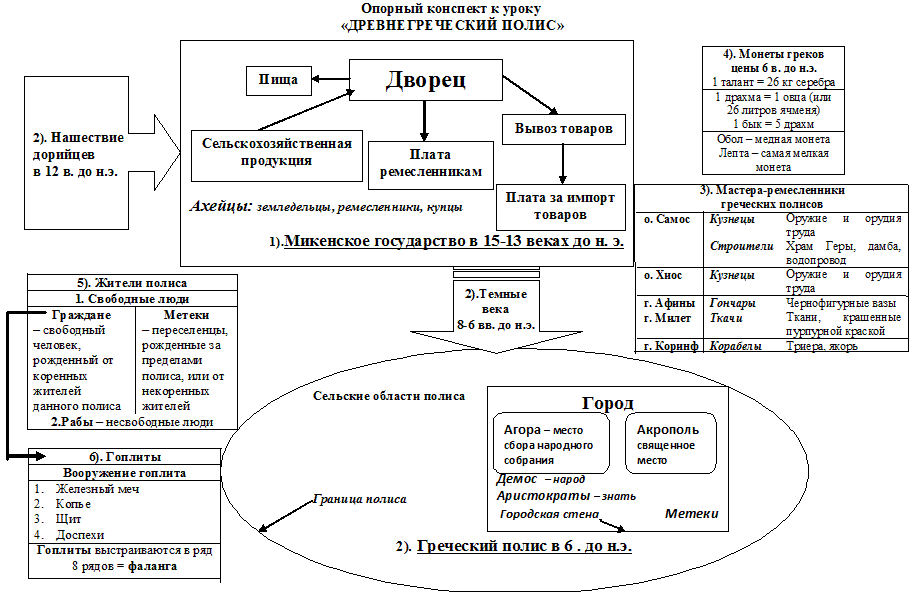 Опорный конспект к уроку
«ДРЕВНЕГРЕЧЕСКИЙ ПОЛИС»
2). Нашествие
дорийцев
в 12 в. до н.э.
Пища
Дворец
Сельскохозяйственная
продукция
Плата
ремесленникам
Вывоз товаров
Плата за импорт
товаров
Ахейцы: земледельцы, ремесленники, купцы
1).Микенское государство в 15-13 веках до н. э.
4). Монеты греков
цены 6 в. до н.э.
1 талант = 26 кг серебра
1 драхма = 1 овца (или
26 литров ячменя)
1 бык = 5 драхм
Обол – медная монета
Лепта – самая мелкая
монета
3). Мастера-ремесленники
греческих полисов
о. Самос Кузнецы Оружие и орудия
труда
Строители Храм Геры, дамба,
водопровод
о. Хиос Кузнецы Оружие и орудия
труда
г. Афины Гончары Чернофигурные вазы
г. Милет Ткачи Ткани, крашенные
пурпурной краской
г. Коринф Корабелы Триера, якорь
2).Темные
века
8-6 вв. до н.э.
5). Жители полиса
1. Свободные люди
Граждане
– свободный
человек,
рожденный от
коренных
жителей
данного полиса
Метеки
– переселенцы,
рожденные за
пределами
полиса, или от
некоренных
жителей
2.Рабы – несвободные люди
6). Гоплиты
Вооружение гоплита
1. Железный меч
2. Копье
3. Щит
4. Доспехи
Гоплиты выстраиваются в ряд
8 рядов = фаланга
Сельские области полиса
Город
Агора – место
сбора народного
собрания
Акрополь
священное
место
Демос – народ
Аристократы – знать
Городская стена
Метеки
Граница полиса
2). Греческий полис в 6 . до н.э.